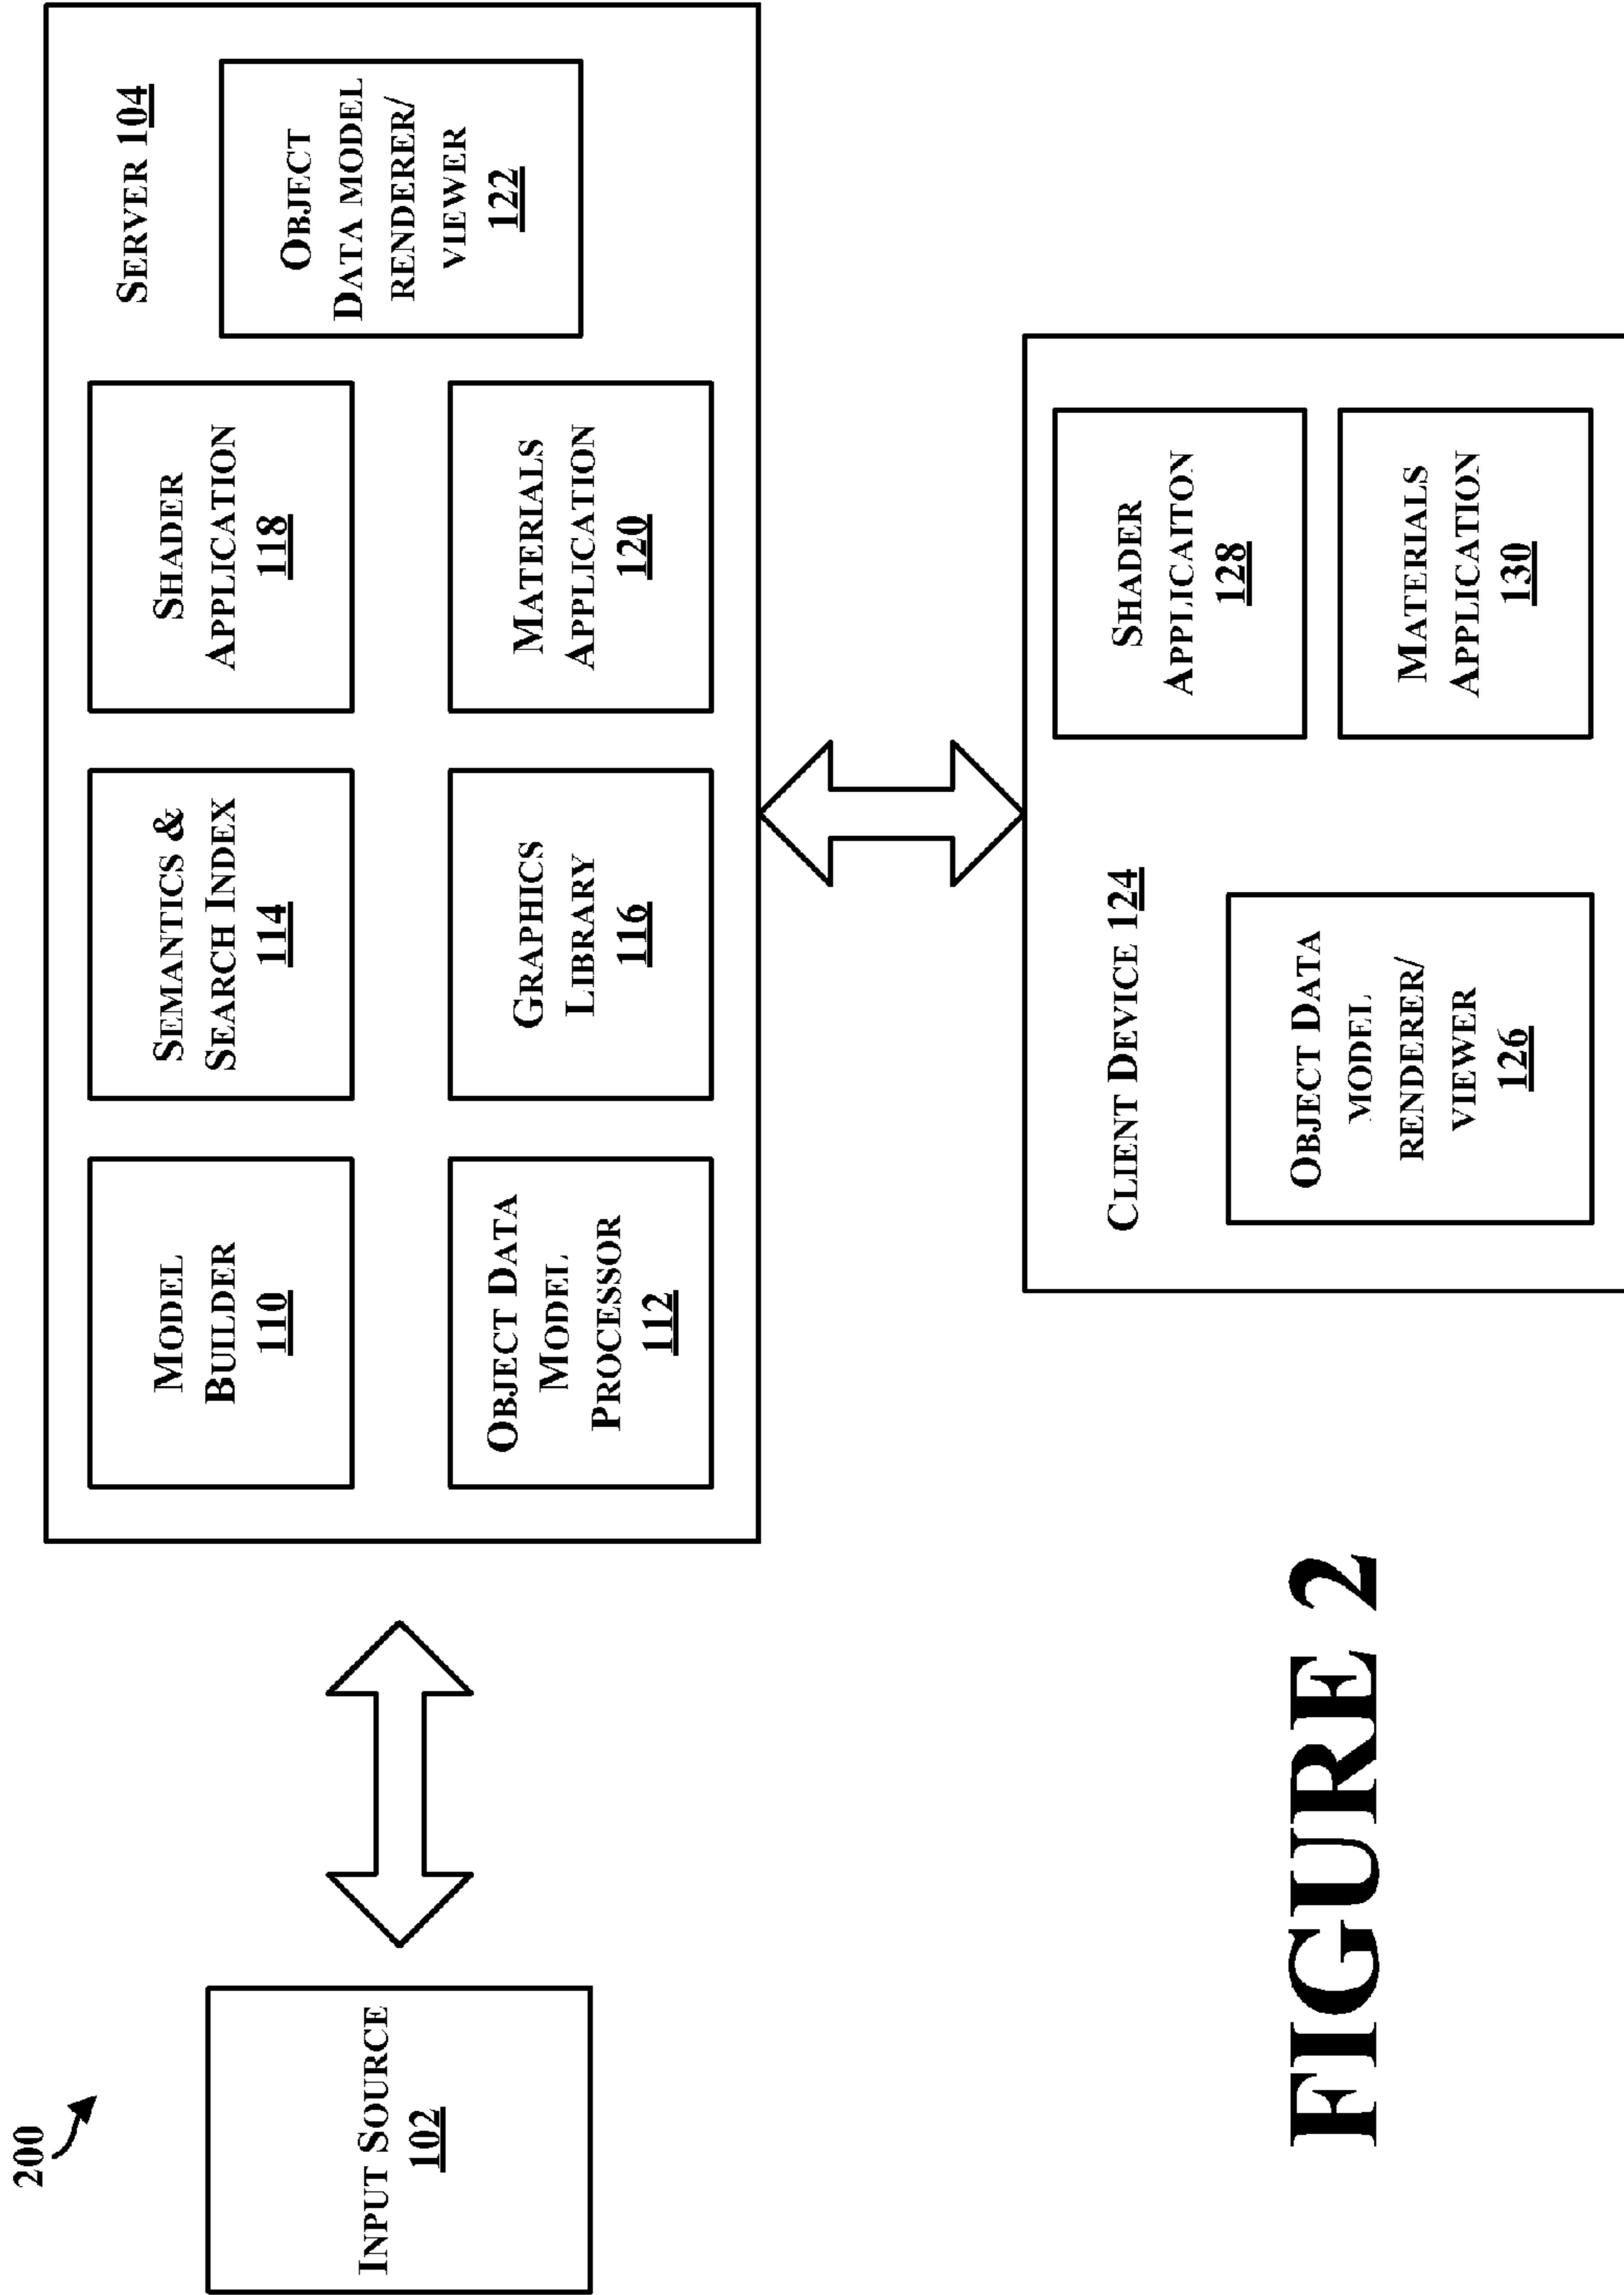 200
INPUT SOURCE
102
SERVER 104
MODEL
BUILDER
110
SEMANTICS &
SEARCH INDEX
114
SHADER
APPLICATION
118
OBJECT
DATA MODEL
RENDERER/
VIEWER
122
OBJECT DATA
MODEL
PROCESSOR
112
GRAPHICS
LIBRARY
116
MATERIALS
APPLICATION
120
CLIENT DEVICE 124
OBJECT DATA
MODEL
RENDERER/
VIEWER
126
SHADER
APPLICAITON
128
MATERIALS
APPLICATION
130
FIGURE 2